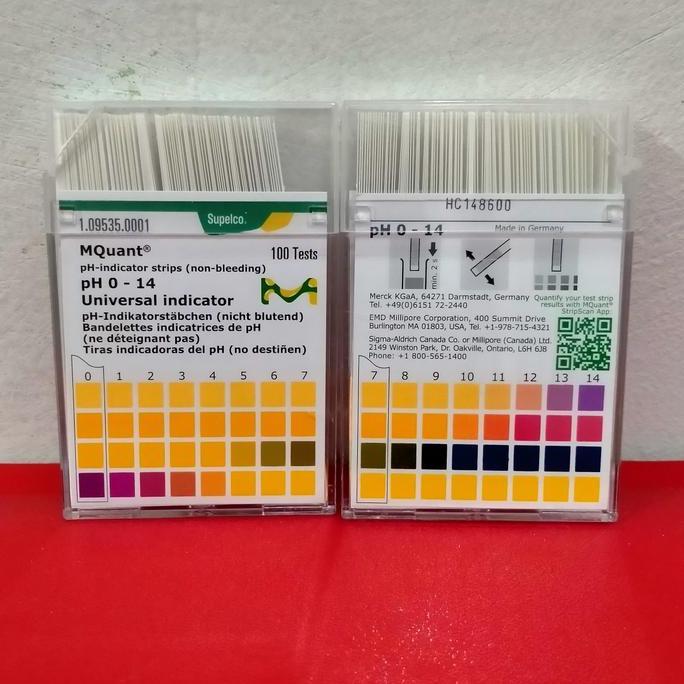 1.09535.0001
Supelco®
MQuant®
100 Tests
pH-indicator strips (non-bleeding)
pH 0 - 14
Universal indicator
pH-Indikatorstäbchen (nicht blutend)
Bandelettes indicatrices de pH
(ne déteignant pas)
Tiras indicadoras del pH (no destiñen)
0 1 2 3 4 5 6 7
HC148600
pH 0 - 14
Made in Germany
min. 2 s
Merck KGaA, 64271 Darmstadt, Germany
Tel. +49(0)6151 72-2440
EMD Millipore Corporation, 400 Summit Drive
Burlington MA 01803, USA, Tel. +1-978-715-4321
Sigma-Aldrich Canada Co. or Millipore (Canada) Ltd.
2149 Winston Park, Dr. Oakville, Ontario, L6H 6J8
Phone: +1 800-565-1400
Quantify your test strip
results with MQuant®
StripScan App:
7 8 9 10 11 12 13 14